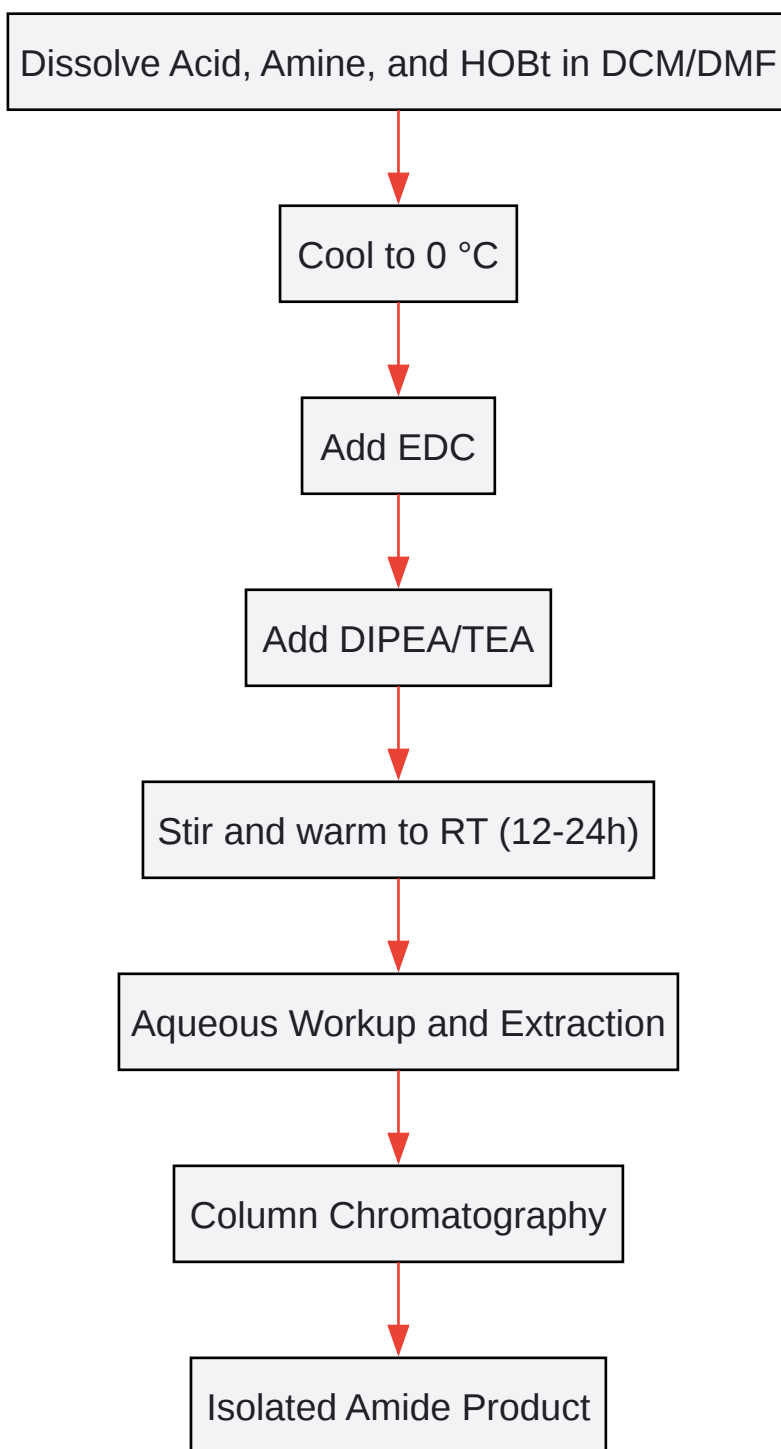 Dissolve Acid, Amine, and HOBt in DCM/DMF
Cool to 0 °C
Add EDC
Add DIPEA/TEA
Stir and warm to RT (12-24h)
Aqueous Workup and Extraction
Column Chromatography
Isolated Amide Product